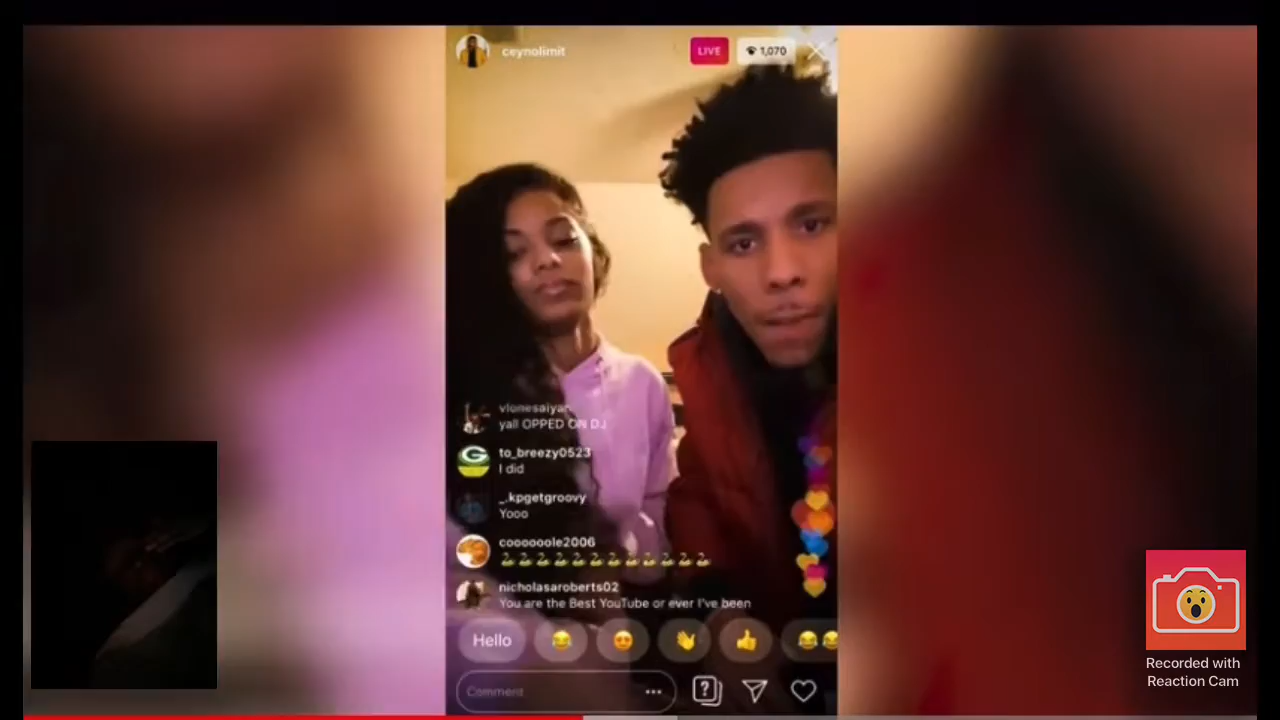 ceynolimit
LIVE
1,070
vlonesaiyan
yall OPPED ON DJ
to_breezy0523
I did
_.kpgetgroovy
Yooo
coooooole2006
nicholasaroberts02
You are the Best YouTube or ever I've been
Hello
Comment
Recorded with
Reaction Cam